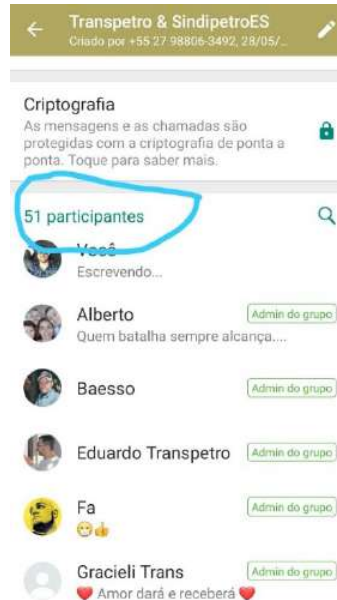 Transpetro & SindipetroES
Criado por +55 27 98806-3492, 28/05/...
Criptografia
As mensagens e as chamadas são
protegidas com a criptografia de ponta a
ponta. Toque para saber mais.
51 participantes
Você
Escrevendo...
Alberto
Admin do grupo
Quem batalha sempre alcança....
Baesso
Admin do grupo
Eduardo Transpetro
Admin do grupo
Fa
Admin do grupo
😁👍
Gracieli Trans
Admin do grupo
❤️ Amor dará e receberá ❤️